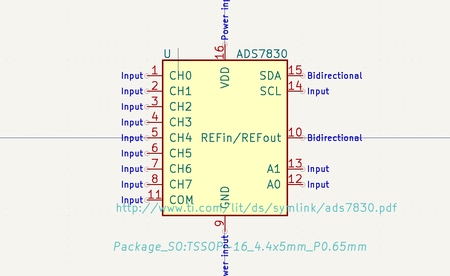 Power in
16
U ADS7830
VDD
Input 1 CH0 SDA 15 Bidirectional
Input 2 CH1 SCL 14 Input
Input 3 CH2
Input 4 CH3
Input 5 CH4 REFin/REFout 10 Bidirectional
Input 6 CH5
Input 7 CH6 A1 13 Input
Input 8 CH7 A0 12 Input
Input 11 COM
GND
http://www.ti.com/lit/ds/symlink/ads7830.pdf
9
Package_SO:TSSOP-16_4.4x5mm_P0.65mm